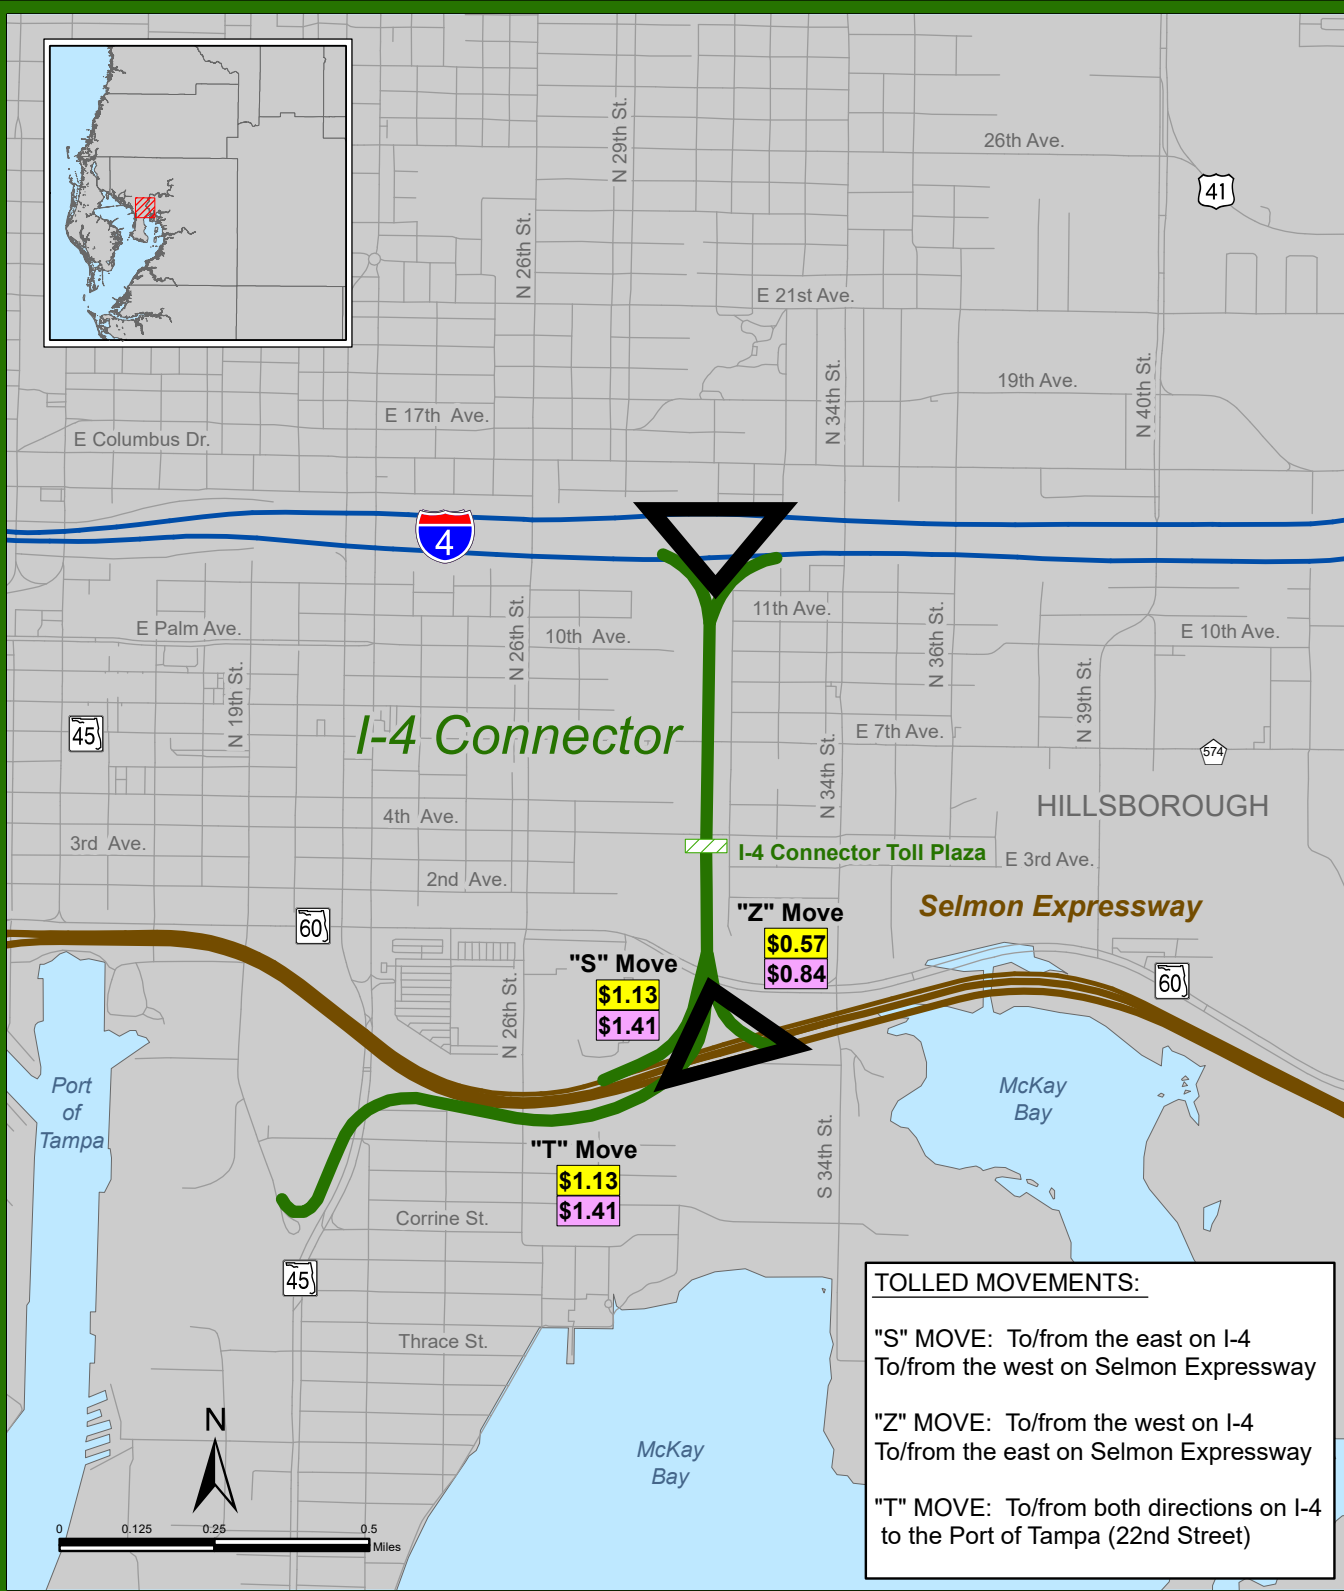 N 29th St.
26th Ave.
41
N 26th St.
E 21st Ave.
19th Ave.
N 34th St.
N 40th St.
E 17th Ave.
E Columbus Dr.
4
11th Ave.
E Palm Ave.
10th Ave.
E 10th Ave.
N 26th St.
N 36th St.
N 19th St.
N 39th St.
45
I-4 Connector
E 7th Ave.
574
N 34th St.
HILLSBOROUGH
4th Ave.
3rd Ave.
I-4 Connector Toll Plaza
E 3rd Ave.
2nd Ave.
Selmon Expressway
"Z" Move
$0.57
$0.84
60
"S" Move
$1.13
$1.41
60
N 26th St.
Port
of
Tampa
McKay
Bay
"T" Move
$1.13
$1.41
S 34th St.
Corrine St.
45
Thrace St.
McKay
Bay
N
0 0.125 0.25 0.5
Miles
TOLLED MOVEMENTS:
"S" MOVE: To/from the east on I-4
To/from the west on Selmon Expressway
"Z" MOVE: To/from the west on I-4
To/from the east on Selmon Expressway
"T" MOVE: To/from both directions on I-4
to the Port of Tampa (22nd Street)